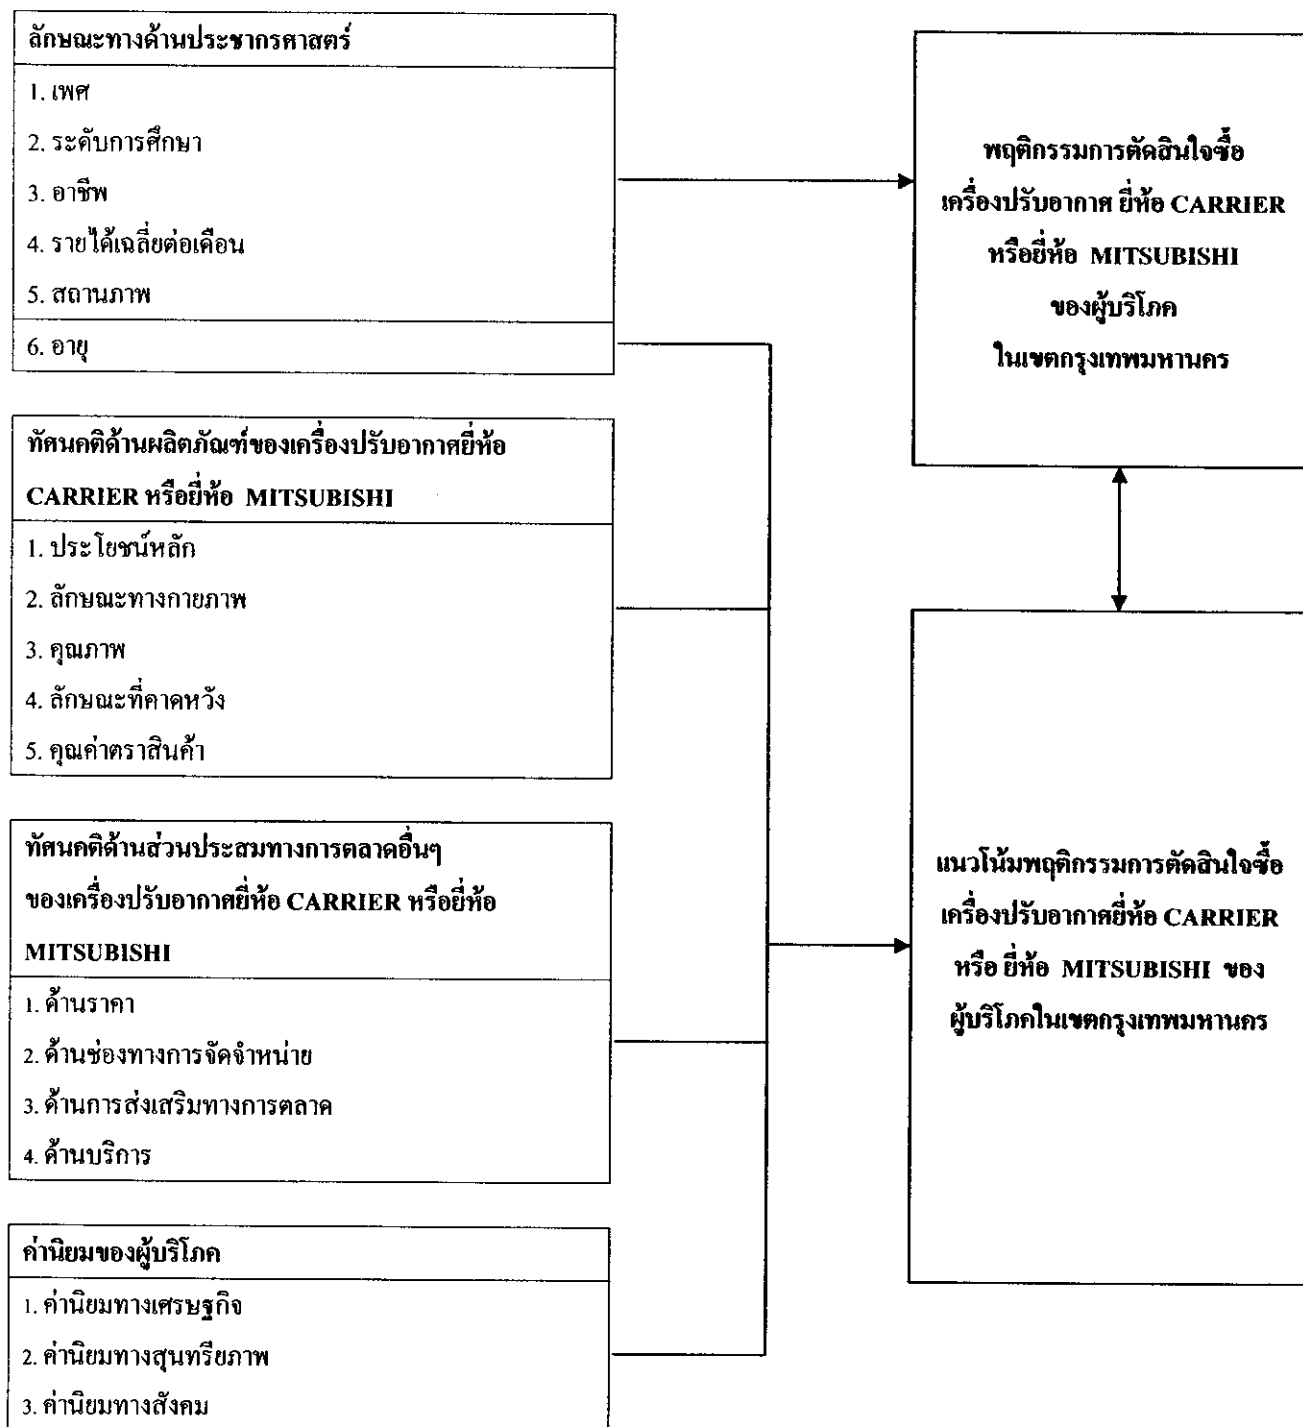 ลักษณะทางด้านประชากรศาสตร์
1. เพศ
2. ระดับการศึกษา
3. อาชีพ
4. รายได้เฉลี่ยต่อเดือน
5. สถานภาพ
6. อายุ
ทัศนคติด้านผลิตภัณฑ์ของเครื่องปรับอากาศยี่ห้อ
CARRIER หรือยี่ห้อ MITSUBISHI
1. ประโยชน์หลัก
2. ลักษณะทางกายภาพ
3. คุณภาพ
4. ลักษณะที่คาดหวัง
5. คุณค่าตราสินค้า
ทัศนคติด้านส่วนประสมทางการตลาดอื่นๆ
ของเครื่องปรับอากาศยี่ห้อ CARRIER หรือยี่ห้อ
MITSUBISHI
1. ด้านราคา
2. ด้านช่องทางการจัดจำหน่าย
3. ด้านการส่งเสริมทางการตลาด
4. ด้านบริการ
ค่านิยมของผู้บริโภค
1. ค่านิยมทางเศรษฐกิจ
2. ค่านิยมทางสุนทรียภาพ
3. ค่านิยมทางสังคม
พฤติกรรมการตัดสินใจซื้อ
เครื่องปรับอากาศ ยี่ห้อ CARRIER
หรือยี่ห้อ MITSUBISHI
ของผู้บริโภค
ในเขตกรุงเทพมหานคร
แนวโน้มพฤติกรรมการตัดสินใจซื้อ
เครื่องปรับอากาศยี่ห้อ CARRIER
หรือ ยี่ห้อ MITSUBISHI ของ
ผู้บริโภคในเขตกรุงเทพมหานคร